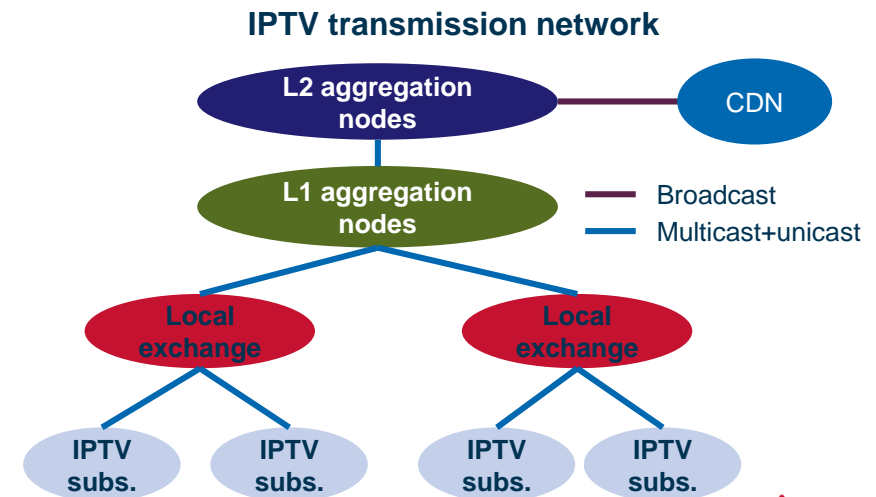 IPTV transmission network
L2 aggregation
nodes
CDN
L1 aggregation
nodes
Broadcast
Multicast+unicast
Local
exchange
Local
exchange
IPTV
subs.
IPTV
subs.
IPTV
subs.
IPTV
subs.